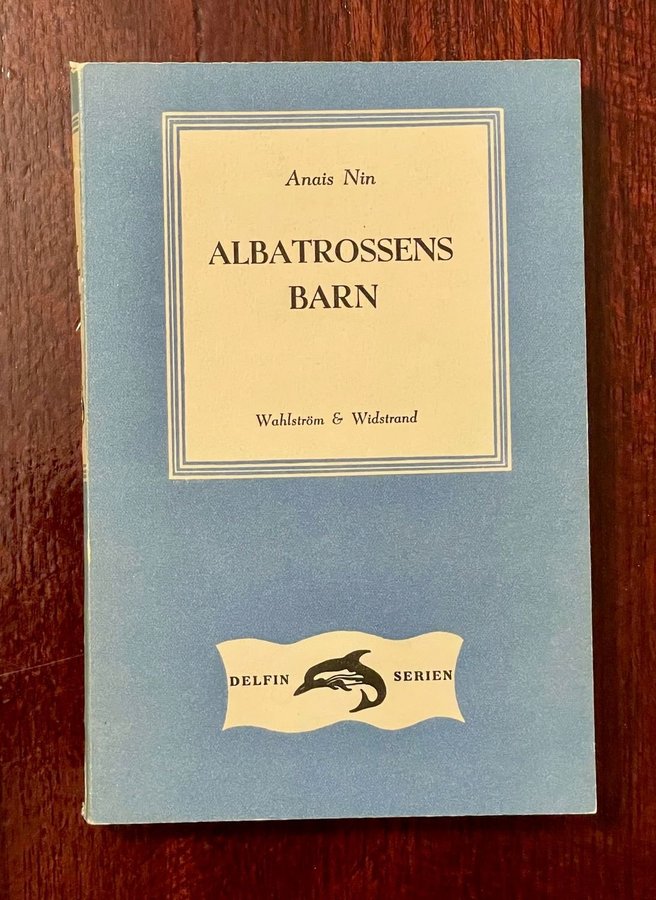 Anais Nin
ALBATROSSENS
BARN
Wahlström & Widstrand
DELFIN SERIEN